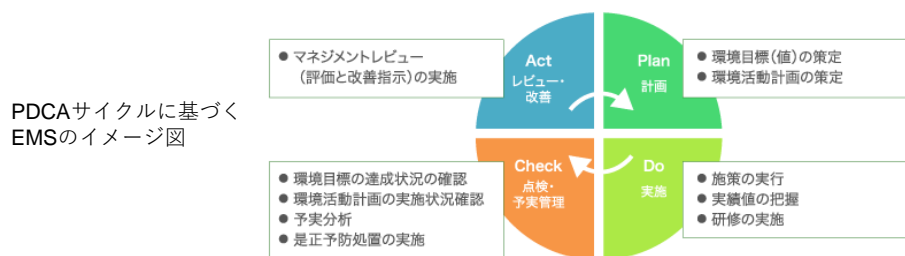 PDCAサイクルに基づく
EMSのイメージ図
● マネジメントレビュー
（評価と改善指示）の実施
Act
レビュー・
改善
Plan
計画
● 環境目標（値）の策定
● 環境活動計画の策定
● 環境目標の達成状況の確認
● 環境活動計画の実施状況確認
● 予実分析
● 是正予防処置の実施
Check
点検・
予実管理
Do
実施
● 施策の実行
● 実績値の把握
● 研修の実施